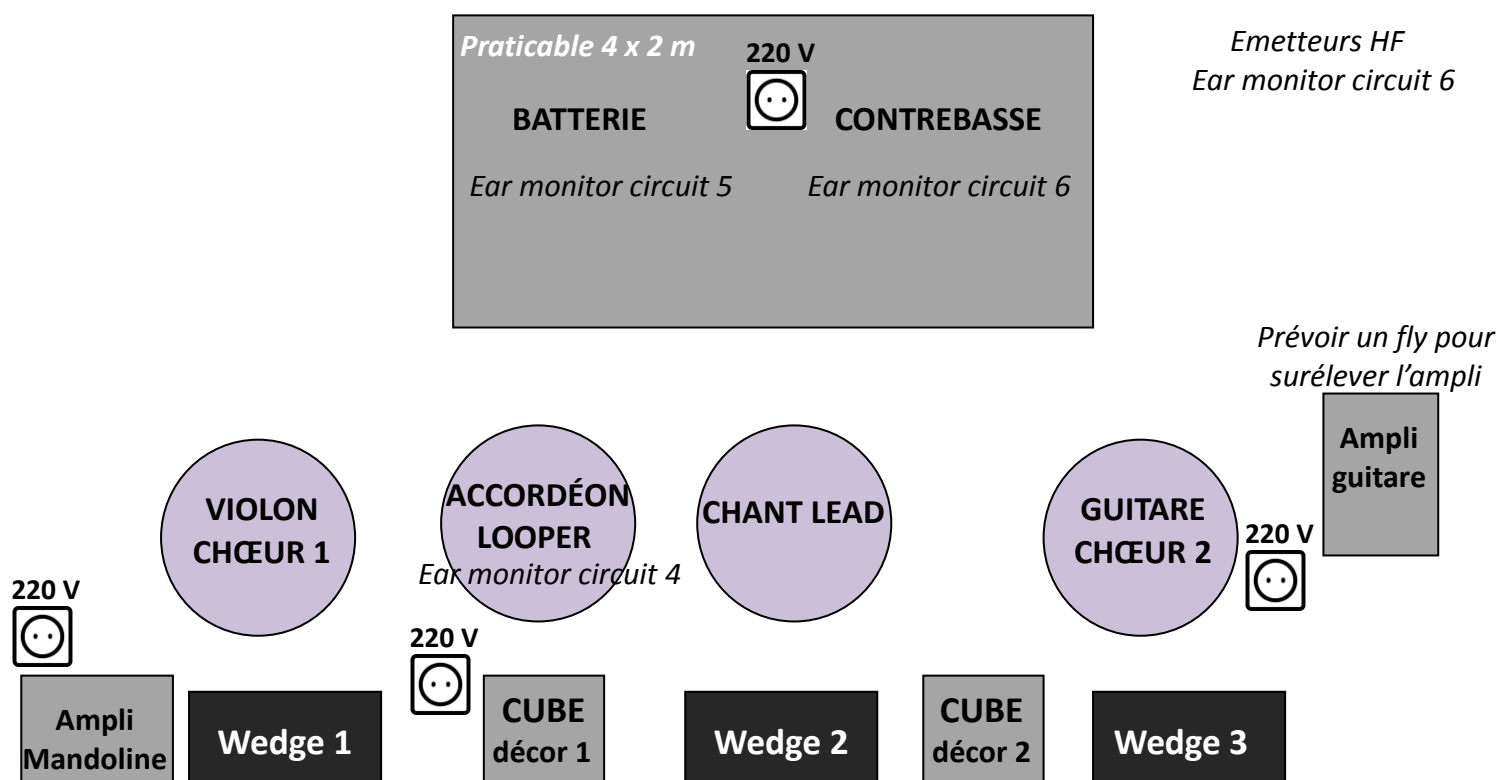 Praticable 4 x 2 m
220 V
BATTERIE
CONTREBASSE
Ear monitor circuit 5
Ear monitor circuit 6
Emetteurs HF
Ear monitor circuit 6
Prévoir un fly pour
surélever l’ampli
Ampli
guitare
VIOLON
CHŒUR 1
ACCORDÉON
LOOPER
Ear monitor circuit 4
CHANT LEAD
GUITARE
CHŒUR 2
220 V
220 V
220 V
Ampli
Mandoline
Wedge 1
CUBE
décor 1
Wedge 2
CUBE
décor 2
Wedge 3